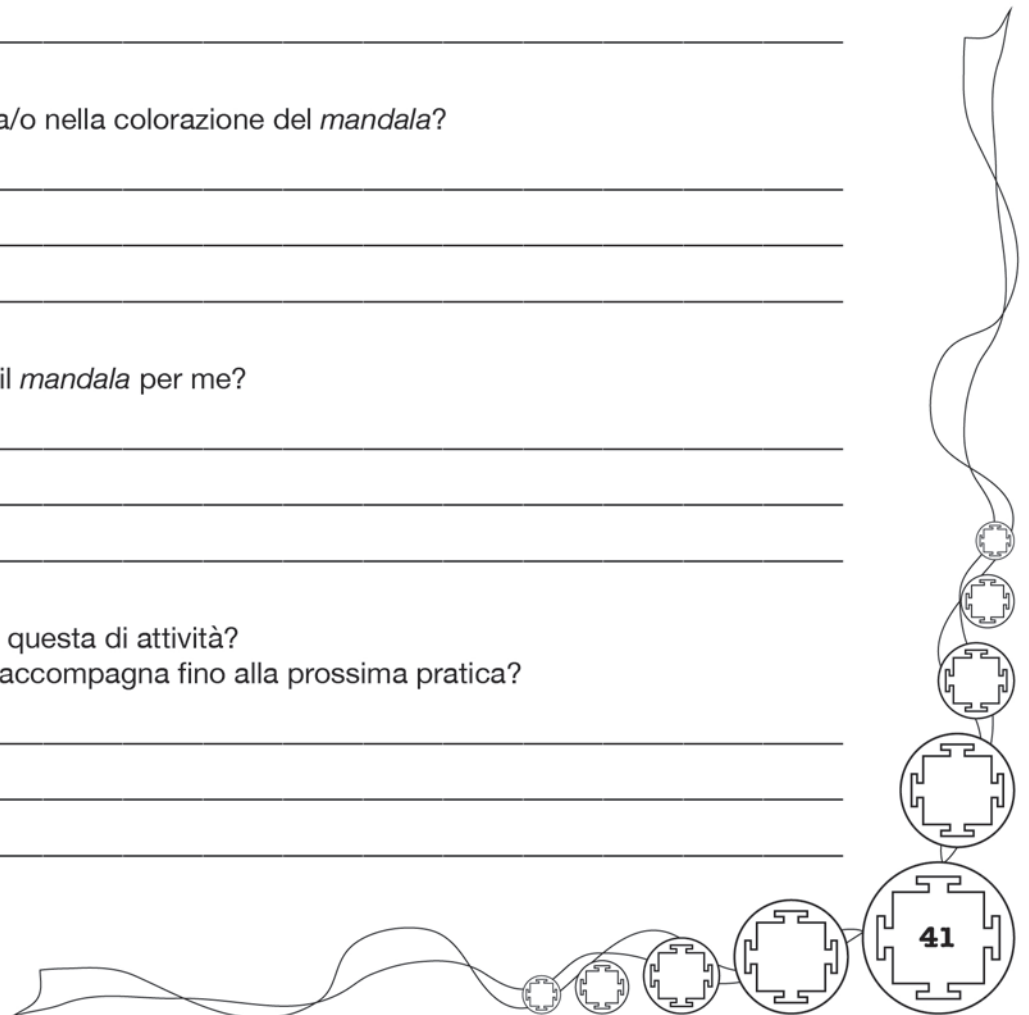 a/o nella colorazione del mandala?
il mandala per me?
questa di attività?
accompagna fino alla prossima pratica?
41